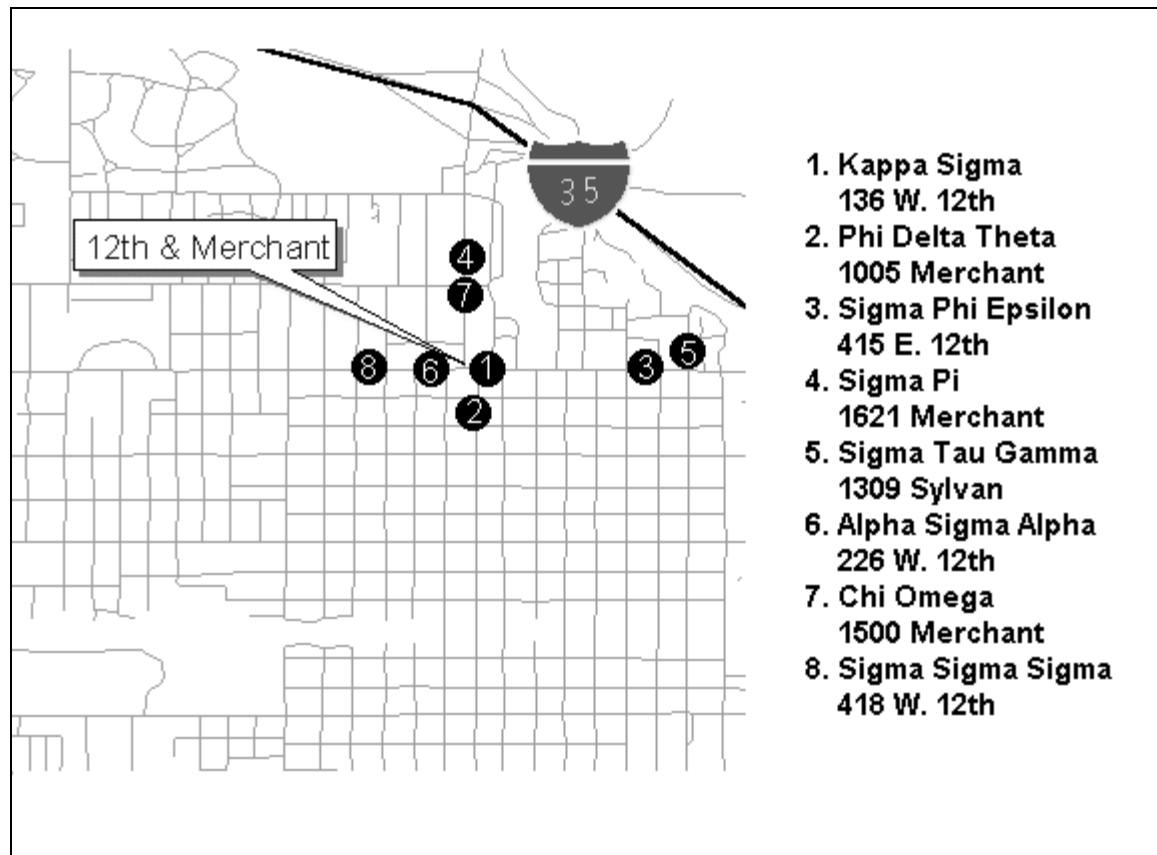 35
12th & Merchant
4
7
8
6
1
3
5
2
1. Kappa Sigma
136 W. 12th
2. Phi Delta Theta
1005 Merchant
3. Sigma Phi Epsilon
415 E. 12th
4. Sigma Pi
1621 Merchant
5. Sigma Tau Gamma
1309 Sylvan
6. Alpha Sigma Alpha
226 W. 12th
7. Chi Omega
1500 Merchant
8. Sigma Sigma Sigma
418 W. 12th